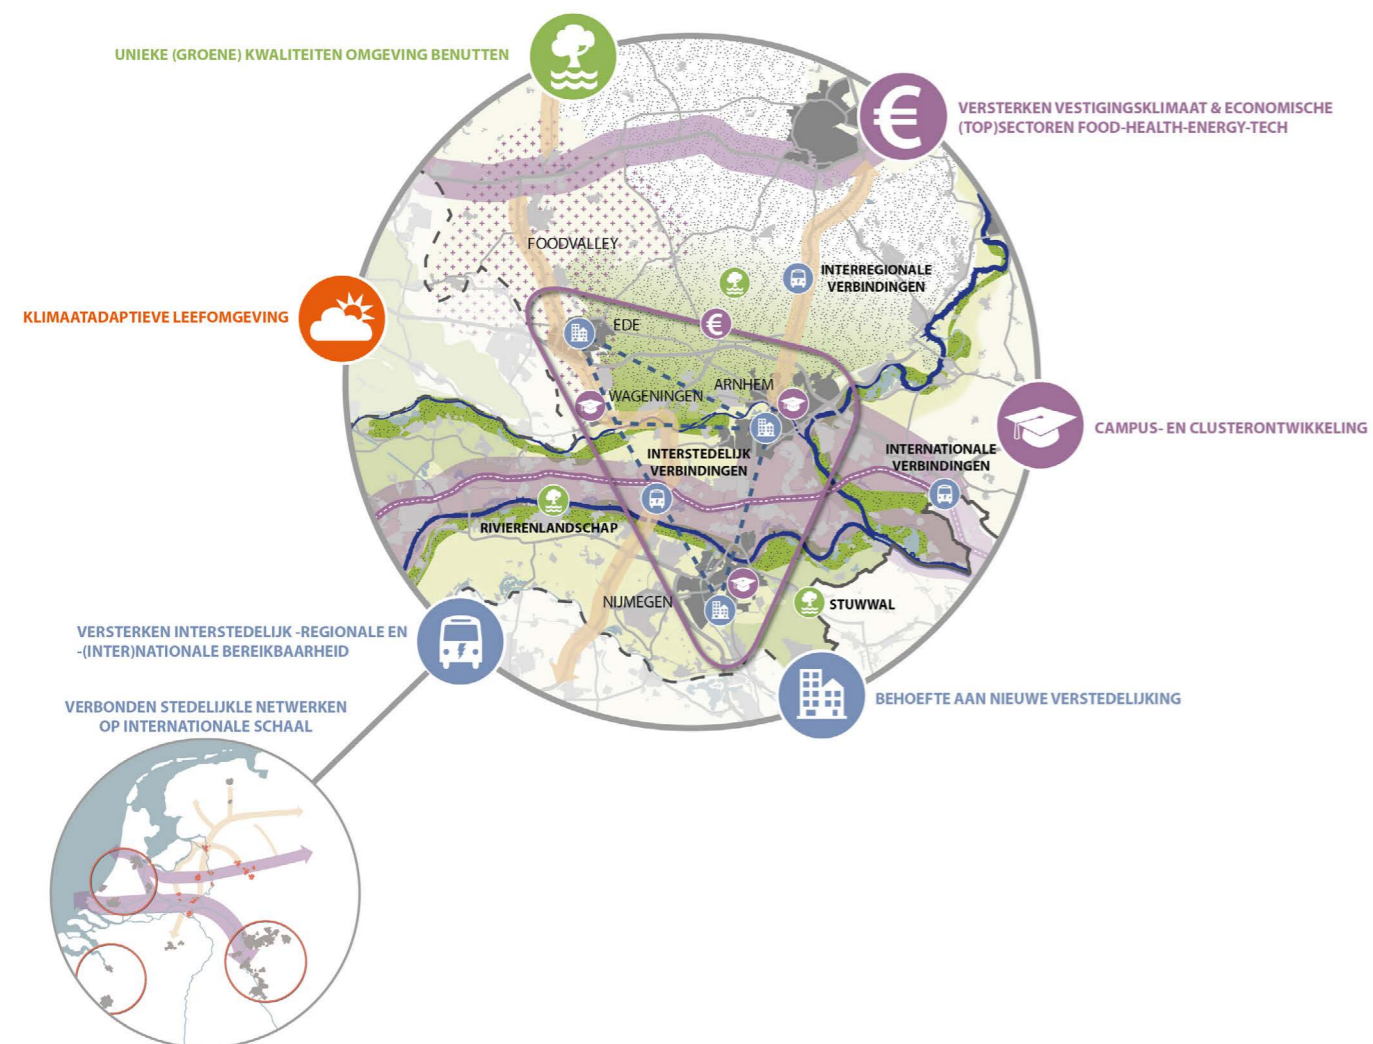 UNIEKE (GROENE) KWALITEITEN OMGEVING BENUTTEN
€
VERSTERKEN VESTIGINGSKLIMAAT & ECONOMISCHE
(TOP)SECTOREN FOOD-HEALTH-ENERGY-TECH
FOODVALLEY
INTERREGIONALE
VERBINDINGEN
KLIMAATADAPTIEVE LEEFOMGEVING
EDE
€
ARNHEM
WAGENINGEN
CAMPUS- EN CLUSTERONTWIKKELING
INTERSTEDELIJK
VERBINDINGEN
INTERNATIONALE
VERBINDINGEN
RIVIERENLANDSCHAP
NIJMEGEN
STUWWAL
VERSTERKEN INTERSTEDELIJK -REGIONALE EN
-(INTER)NATIONALE BEREIKBAARHEID
BEHOEFTE AAN NIEUWE VERSTEDELIJKING
VERBONDEN STEDELIJKLE NETWERKEN
OP INTERNATIONALE SCHAAL